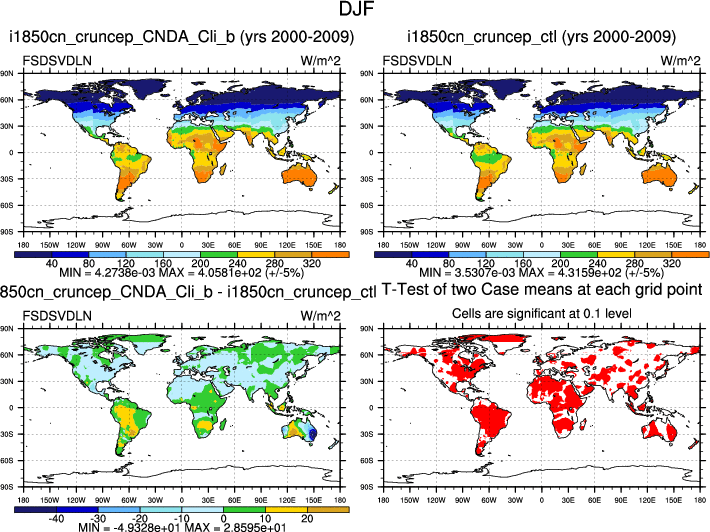 DJF
i1850cn_cruncep_CNDA_Cli_b (yrs 2000-2009)
i1850cn_cruncep_ctl (yrs 2000-2009)
FSDSVDLN W/m^2
FSDSVDLN W/m^2
90N
60N
30N
0
30S
60S
90S
180 150W 120W 90W 60W 30W 0 30E 60E 90E 120E 150E 180
40 80 120 160 200 240 280 320
MIN = 4.2738e-03 MAX = 4.0581e+02 (+/-5%)
90N
60N
30N
0
30S
60S
90S
180 150W 120W 90W 60W 30W 0 30E 60E 90E 120E 150E 180
40 80 120 160 200 240 280 320
MIN = 3.5307e-03 MAX = 4.3159e+02 (+/-5%)
850cn_cruncep_CNDA_Cli_b - i1850cn_cruncep_ctl
T-Test of two Case means at each grid point
FSDSVDLN W/m^2
Cells are significant at 0.1 level
90N
60N
30N
0
30S
60S
90S
180 150W 120W 90W 60W 30W 0 30E 60E 90E 120E 150E 180
-40 -20 -10 0 10 20
MIN = -4.9328e+01 MAX = 2.8595e+01
90N
60N
30N
0
30S
60S
90S
180 150W 120W 90W 60W 30W 0 30E 60E 90E 120E 150E 180